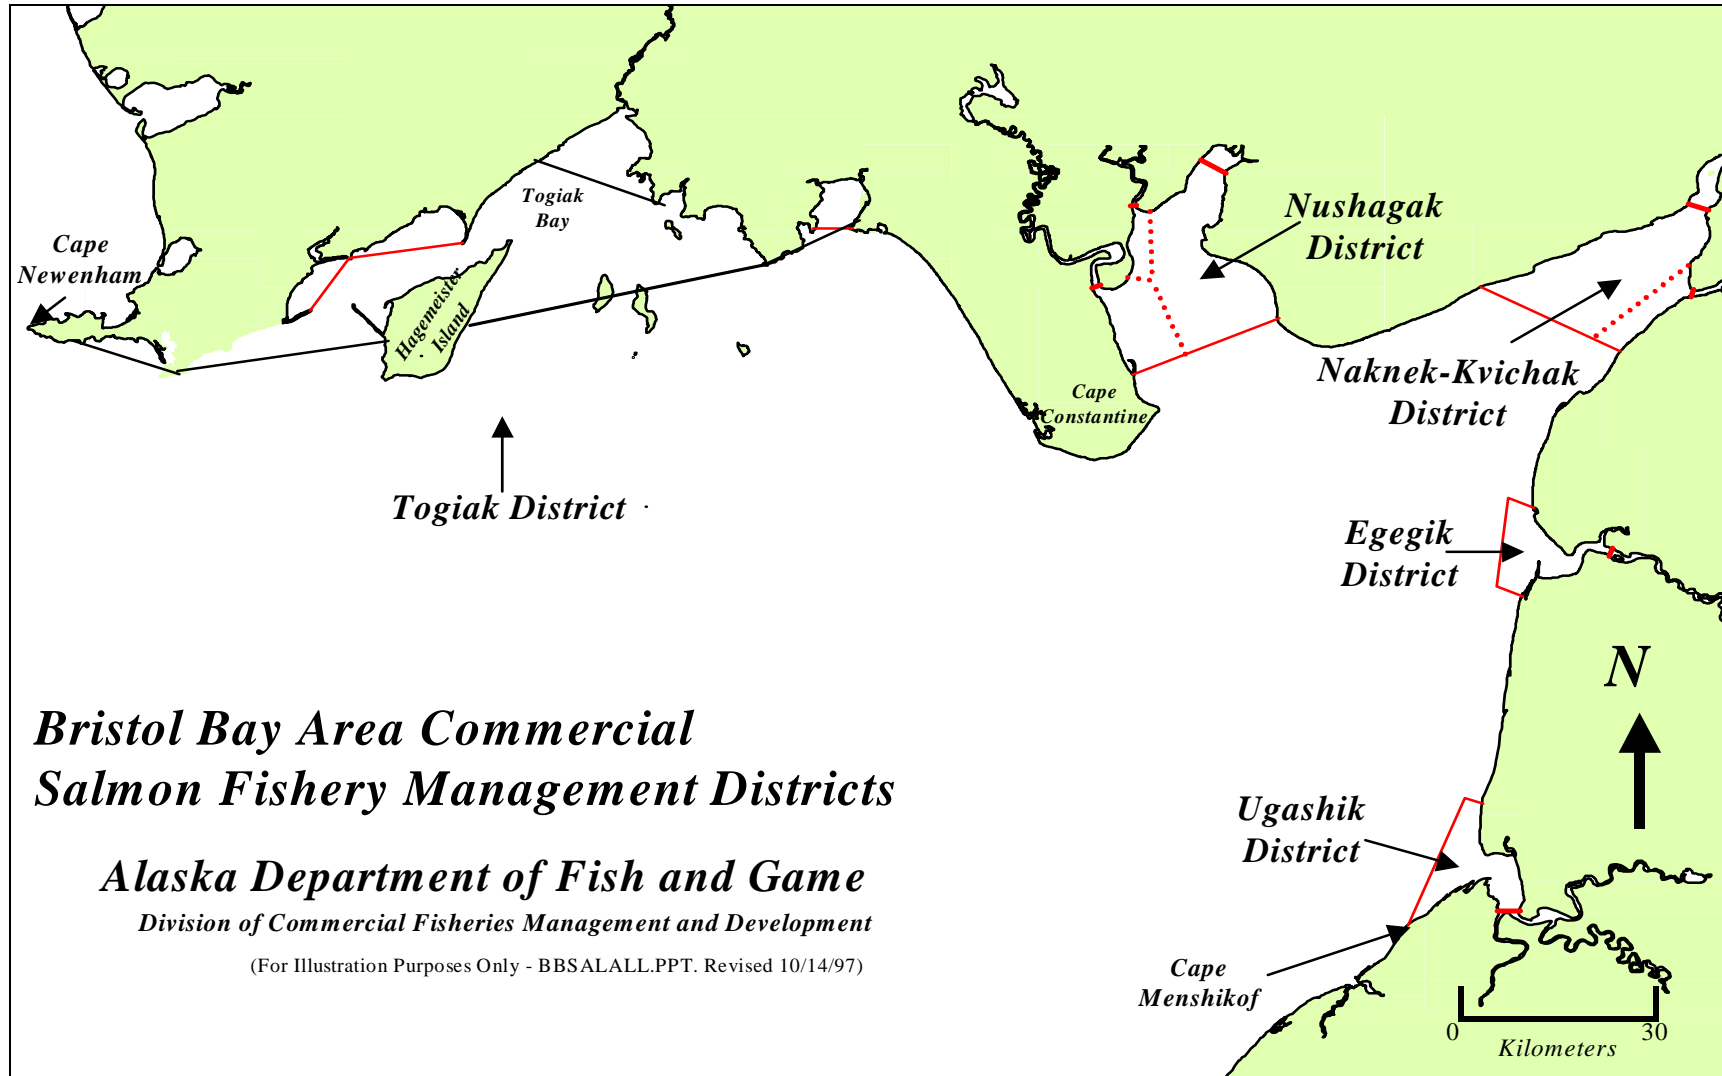 Togiak
Bay
Cape
Newenham
Hagemeister
Island
Nushagak
District
Naknek-Kvichak
District
Cape
Constantine
Togiak District
Egegik
District
N
Bristol Bay Area Commercial
Salmon Fishery Management Districts
Ugashik
District
Alaska Department of Fish and Game
Division of Commercial Fisheries Management and Development
(For Illustration Purposes Only - BBSALALL.PPT. Revised 10/14/97)
Cape
Menshikof
0 30
Kilometers